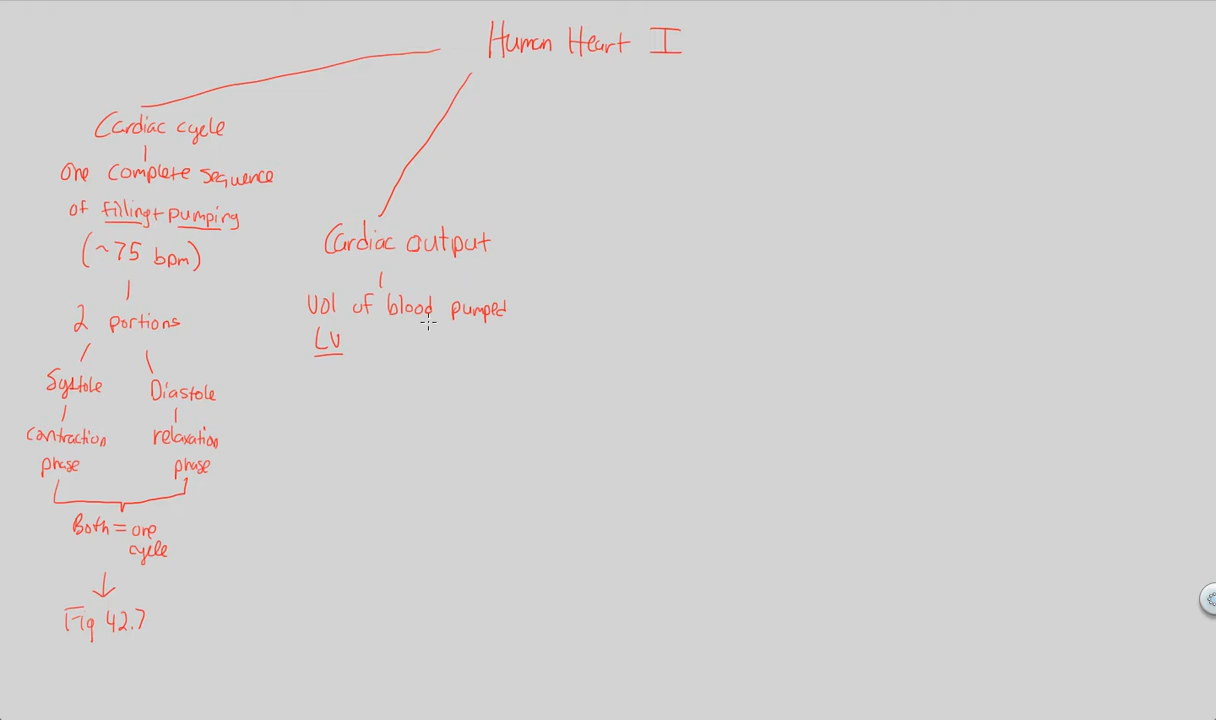 Human Heart I
Cardiac cycle
one complete sequence
of filling + pumping
(~75 bpm)
2 portions
Systole
Diastole
contraction
phase
relaxation
phase
Both = one
cycle
Fig 42.7
Cardiac output
Vol of blood pumped
LV